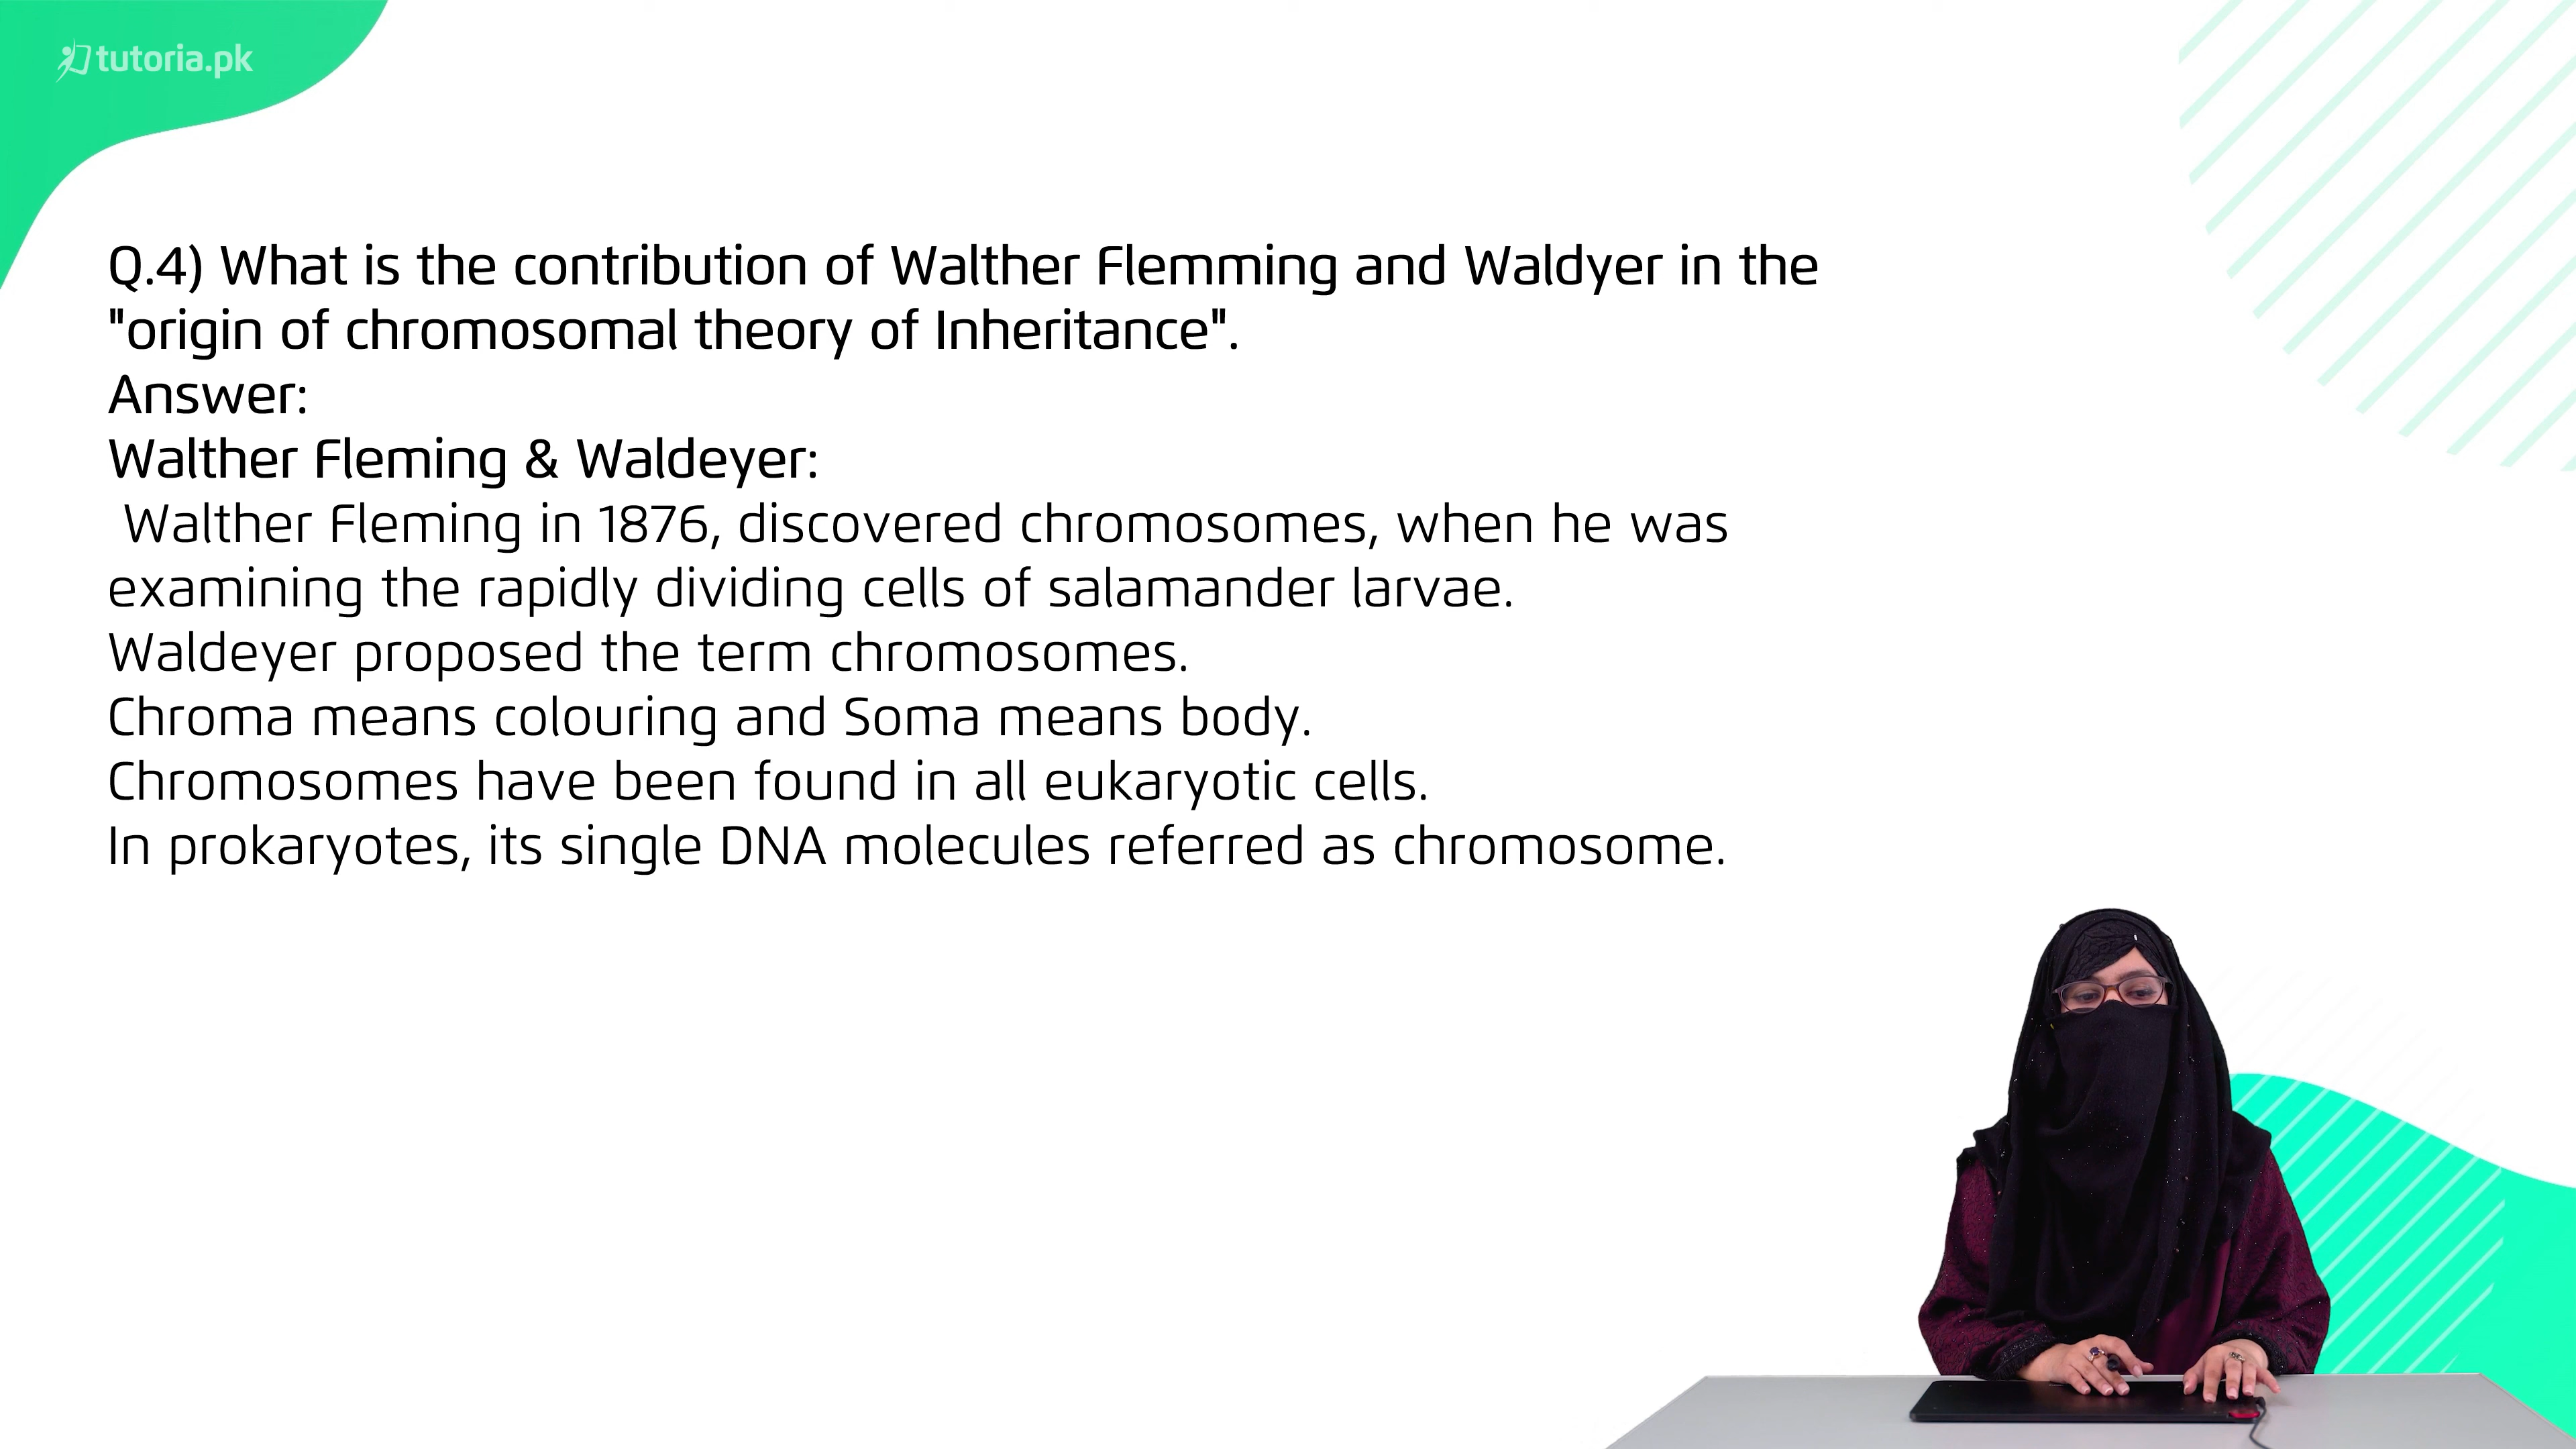 tutoria.pk
Q.4) What is the contribution of Walther Flemming and Waldyer in the
"origin of chromosomal theory of Inheritance".
Answer:
Walther Fleming & Waldeyer:
Walther Fleming in 1876, discovered chromosomes, when he was
examining the rapidly dividing cells of salamander larvae.
Waldeyer proposed the term chromosomes.
Chroma means colouring and Soma means body.
Chromosomes have been found in all eukaryotic cells.
In prokaryotes, its single DNA molecules referred as chromosome.